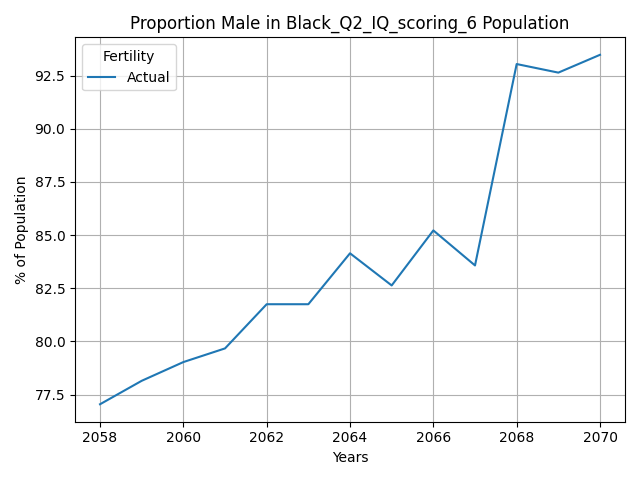 Proportion Male in Black_Q2_IQ_scoring_6 Population
Fertility
Actual
92.5
90.0
87.5
85.0
82.5
80.0
77.5
% of Population
2058 2060 2062 2064 2066 2068 2070
Years